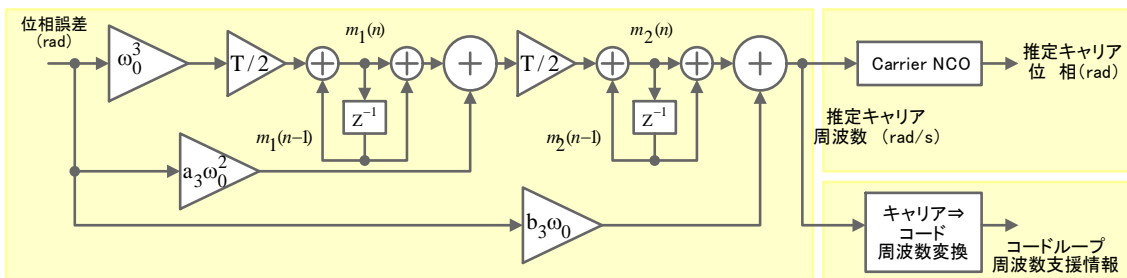 位相誤差
(rad)
ω₀³
T/2
+
m₁(n)
+
z⁻¹
m₁(n−1)
+
T/2
+
m₂(n)
+
z⁻¹
m₂(n−1)
+
a₃ω₀²
b₃ω₀
Carrier NCO
推定キャリア
位 相(rad)
推定キャリア
周波数 (rad/s)
キャリア⇒
コード
周波数変換
コードループ
周波数支援情報